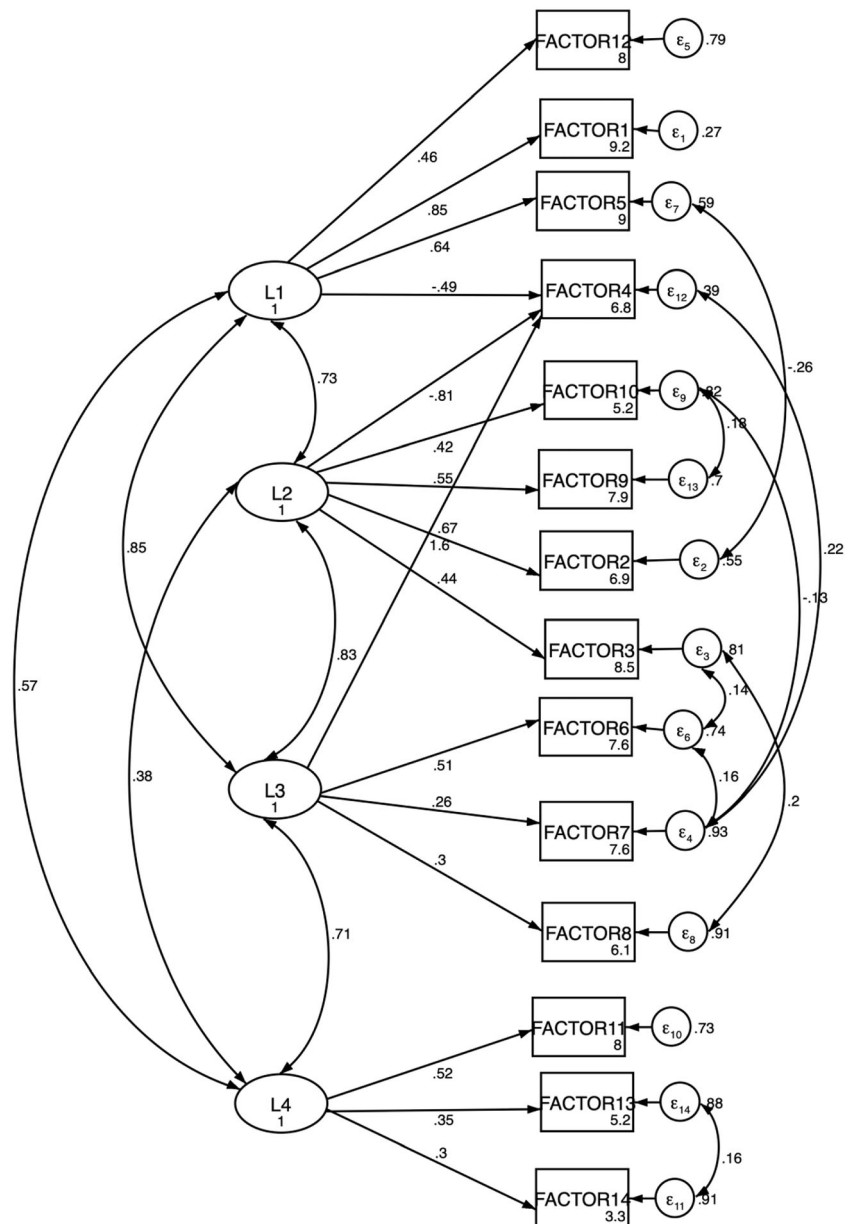 FACTOR12
8
ε5
.79
.46
FACTOR1
9.2
ε1
.27
.85
FACTOR5
9
ε7
.59
.64
L1
1
-.49
FACTOR4
6.8
ε12
.39
.73
-.81
-.26
FACTOR10
5.2
ε9
.82
.18
.42
L2
1
.55
FACTOR9
7.9
ε13
.7
.67
1.6
.85
FACTOR2
6.9
ε2
.55
.22
.44
-.13
.83
FACTOR3
8.5
ε3
.81
.14
.57
FACTOR6
7.6
ε6
.74
.51
.38
L3
1
.26
.16
.2
FACTOR7
7.6
ε4
.93
.3
.71
FACTOR8
6.1
ε8
.91
FACTOR11
8
ε10
.73
.52
L4
1
.35
FACTOR13
5.2
ε14
.88
.3
.16
FACTOR14
3.3
ε11
.91